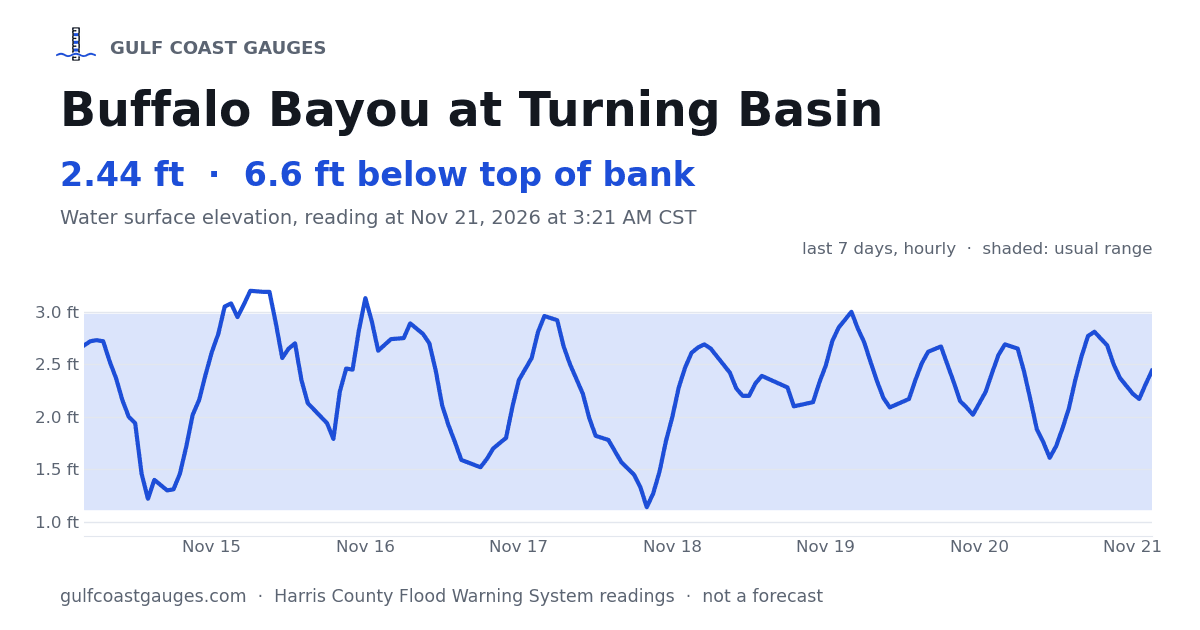 GULF COAST GAUGES
Buffalo Bayou at Turning Basin
2.44 ft · 6.6 ft below top of bank
Water surface elevation, reading at Nov 21, 2026 at 3:21 AM CST
last 7 days, hourly · shaded: usual range
3.0 ft
2.5 ft
2.0 ft
1.5 ft
1.0 ft
Nov 15 Nov 16 Nov 17 Nov 18 Nov 19 Nov 20 Nov 21
gulfcoastgauges.com · Harris County Flood Warning System readings · not a forecast